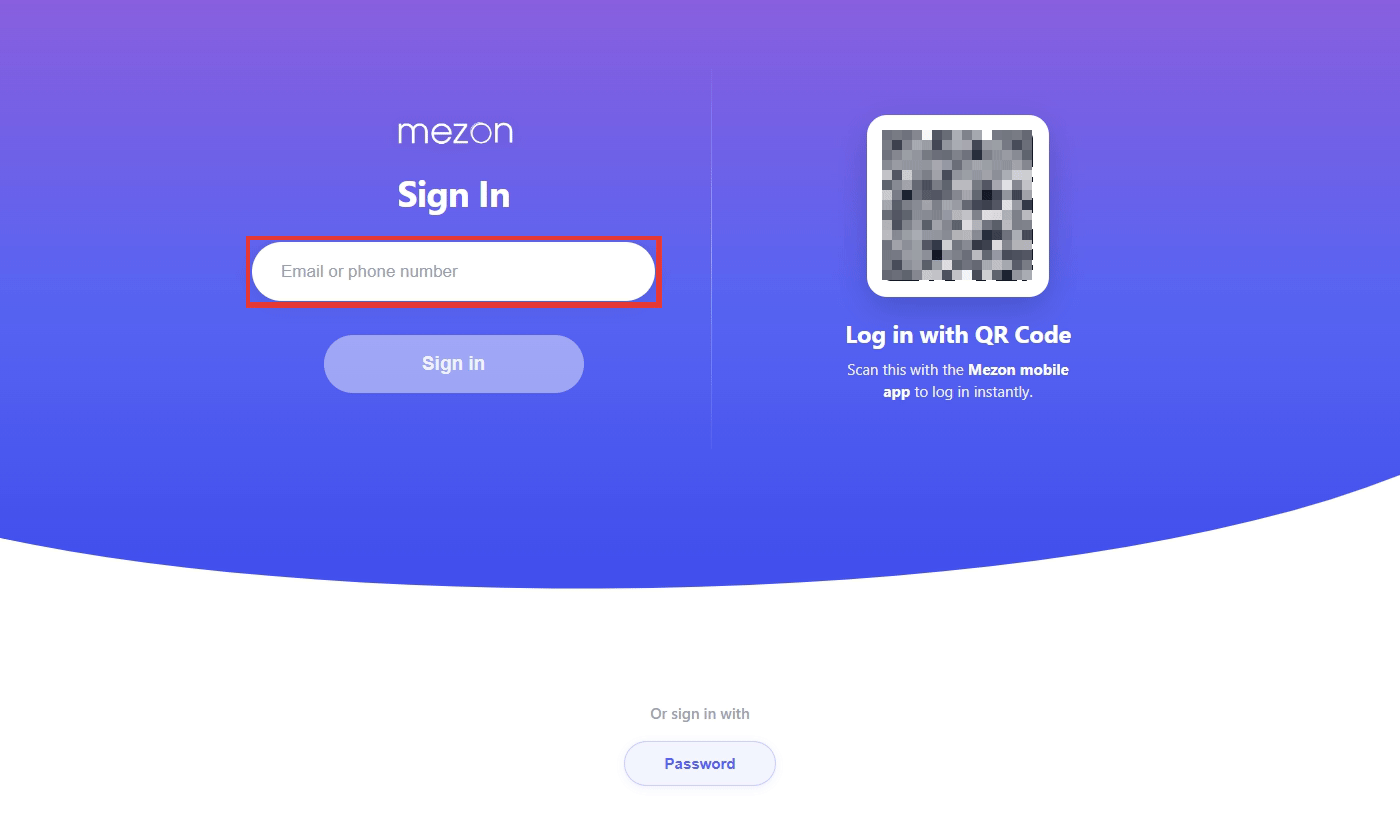 mezon
Sign In
Email or phone number
Sign in
Log in with QR Code
Scan this with the Mezon mobile
app to log in instantly.
Or sign in with
Password